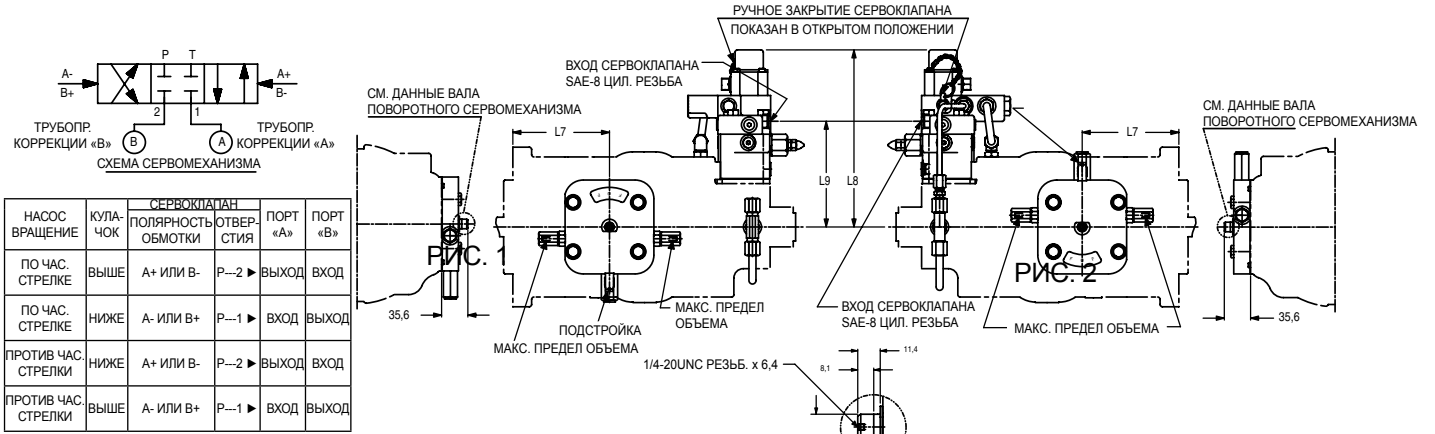 РУЧНОЕ ЗАКРЫТИЕ СЕРВОКЛАПАНА
ПОКАЗАН В ОТКРЫТОМ ПОЛОЖЕНИИ
P T
A-
B+
A+
B-
2 1
ТРУБОПР.
КОРРЕКЦИИ «B»
B
A
ТРУБОПР.
КОРРЕКЦИИ «A»
СХЕМА СЕРВОМЕХАНИЗМА
ВХОД СЕРВОКЛАПАНА
SAE-8 ЦИЛ. РЕЗЬБА
СМ. ДАННЫЕ ВАЛА
ПОВОРОТНОГО СЕРВОМЕХАНИЗМА
L7
L9
L8
L7
СМ. ДАННЫЕ ВАЛА
ПОВОРОТНОГО СЕРВОМЕХАНИЗМА
НАСОС ВРАЩЕНИЕ КУЛА-ЧОК СЕРВОКЛАПАН ПОЛЯРНОСТЬ ОБМОТКИ ОТВЕР-СТИЯ ПОРТ «A» ПОРТ «B»
ПО ЧАС. СТРЕЛКЕ ВЫШЕ A+ ИЛИ B- P---2 ► ВЫХОД ВХОД
ПО ЧАС. СТРЕЛКЕ НИЖЕ A- ИЛИ B+ P---1 ► ВХОД ВЫХОД
ПРОТИВ ЧАС. СТРЕЛКИ НИЖЕ A+ ИЛИ B- P---2 ► ВЫХОД ВХОД
ПРОТИВ ЧАС. СТРЕЛКИ ВЫШЕ A- ИЛИ B+ P---1 ► ВХОД ВЫХОД
РИС. 1
РИС. 2
35,6
ПОДСТРОЙКА
МАКС. ПРЕДЕЛ ОБЪЕМА
МАКС. ПРЕДЕЛ
ОБЪЕМА
ВХОД СЕРВОКЛАПАНА
SAE-8 ЦИЛ. РЕЗЬБА
МАКС. ПРЕДЕЛ ОБЪЕМА
35,6
1/4-20UNC РЕЗЬБ. x 6,4
11,4
8,1